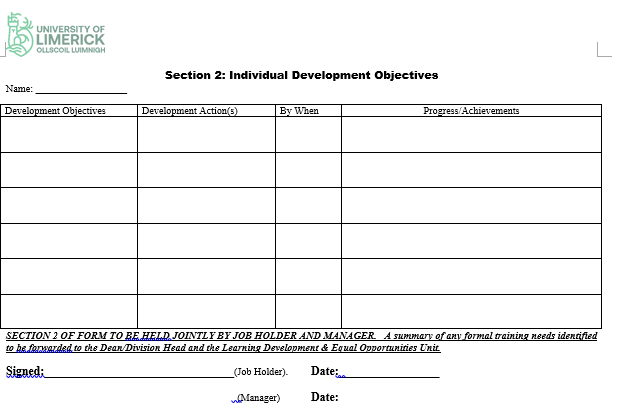 UNIVERSITY OF
LIMERICK
OLLSCOIL LUIMNIGH
Section 2: Individual Development Objectives
Name: ___________________
Development Objectives Development Action(s) By When Progress/Achievements
SECTION 2 OF FORM TO BE HELD JOINTLY BY JOB HOLDER AND MANAGER. A summary of any formal training needs identified
to be forwarded to the Dean/Division Head and the Learning Development & Equal Opportunities Unit.
Signed:______________________________(Job Holder). Date:_______________
(Manager) Date: